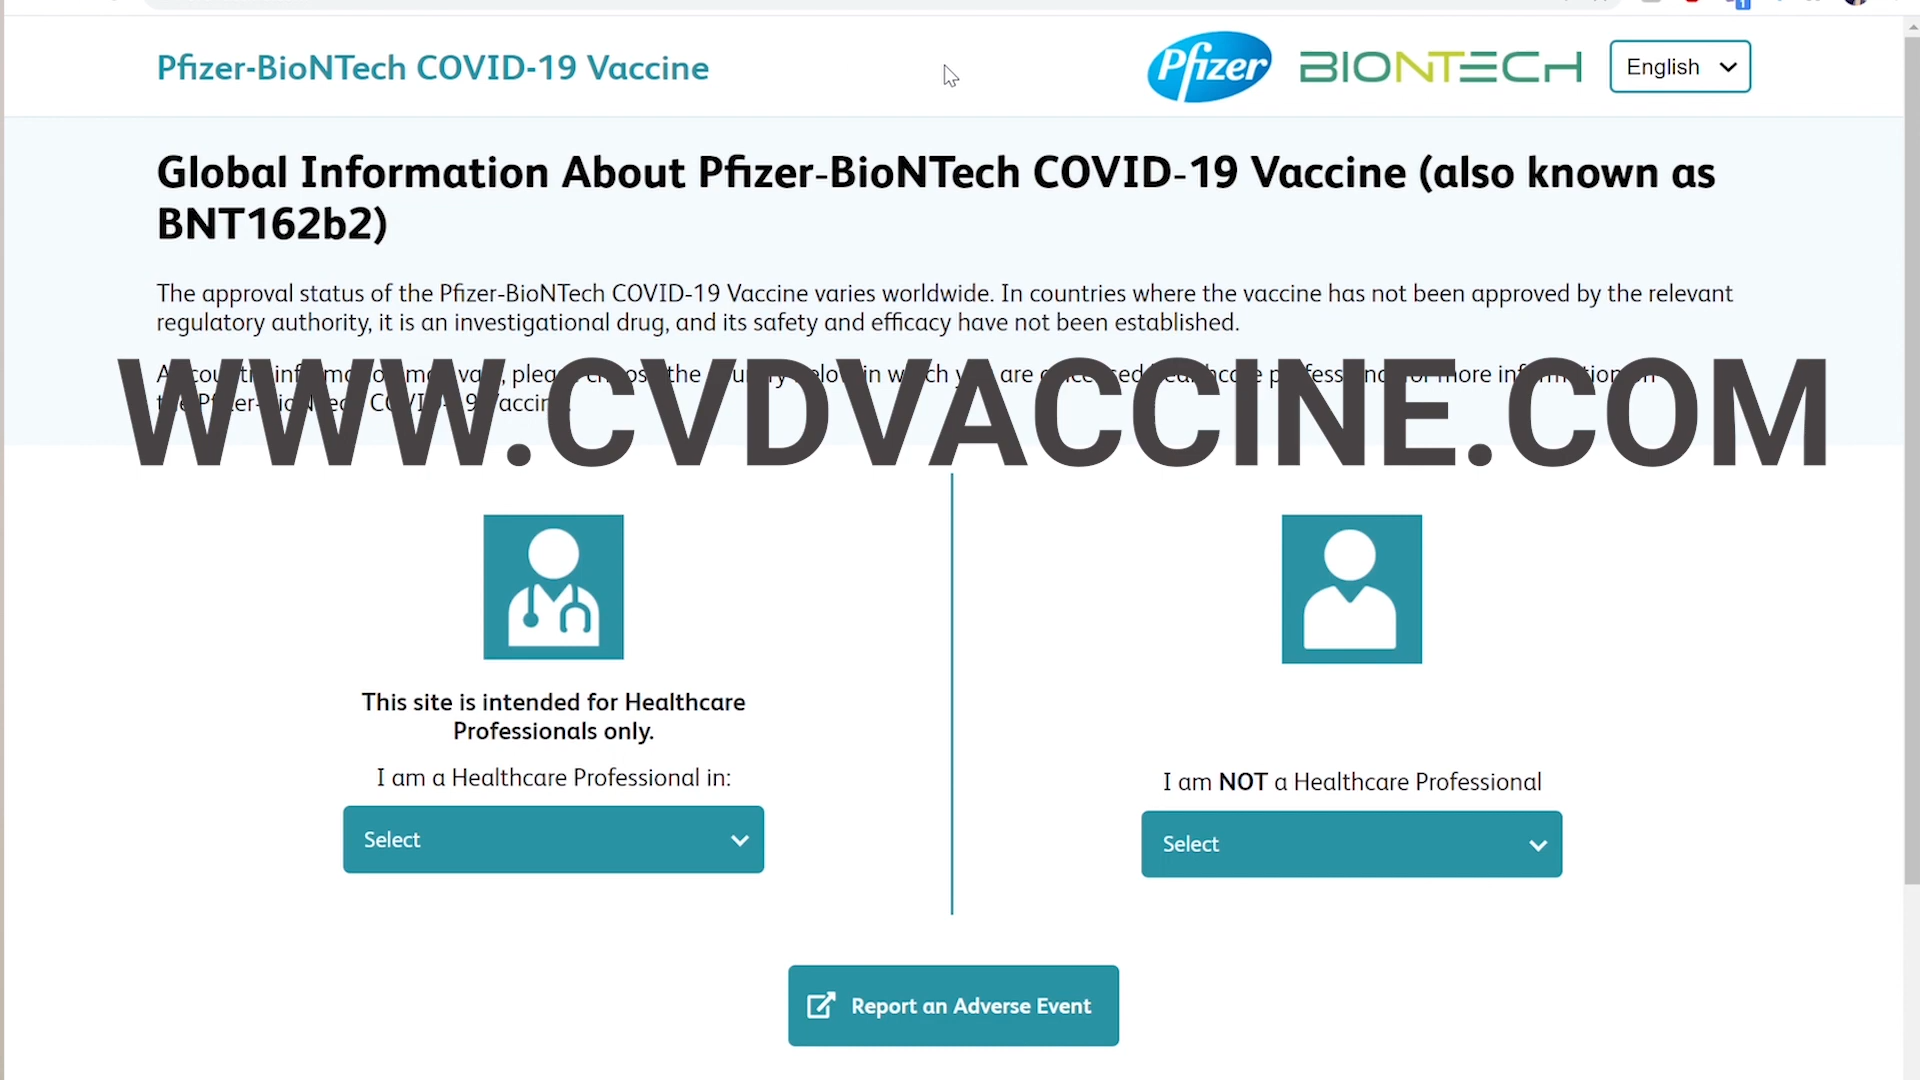 Pfizer-BioNTech COVID-19 Vaccine
Pfizer
BIONTECH
English
Global Information About Pfizer-BioNTech COVID-19 Vaccine (also known as
BNT162b2)
The approval status of the Pfizer-BioNTech COVID-19 Vaccine varies worldwide. In countries where the vaccine has not been approved by the relevant
regulatory authority, it is an investigational drug, and its safety and efficacy have not been established.
WWW.CVDVACCINE.COM
This site is intended for Healthcare
Professionals only.
I am a Healthcare Professional in:
Select
I am NOT a Healthcare Professional
Select
Report an Adverse Event